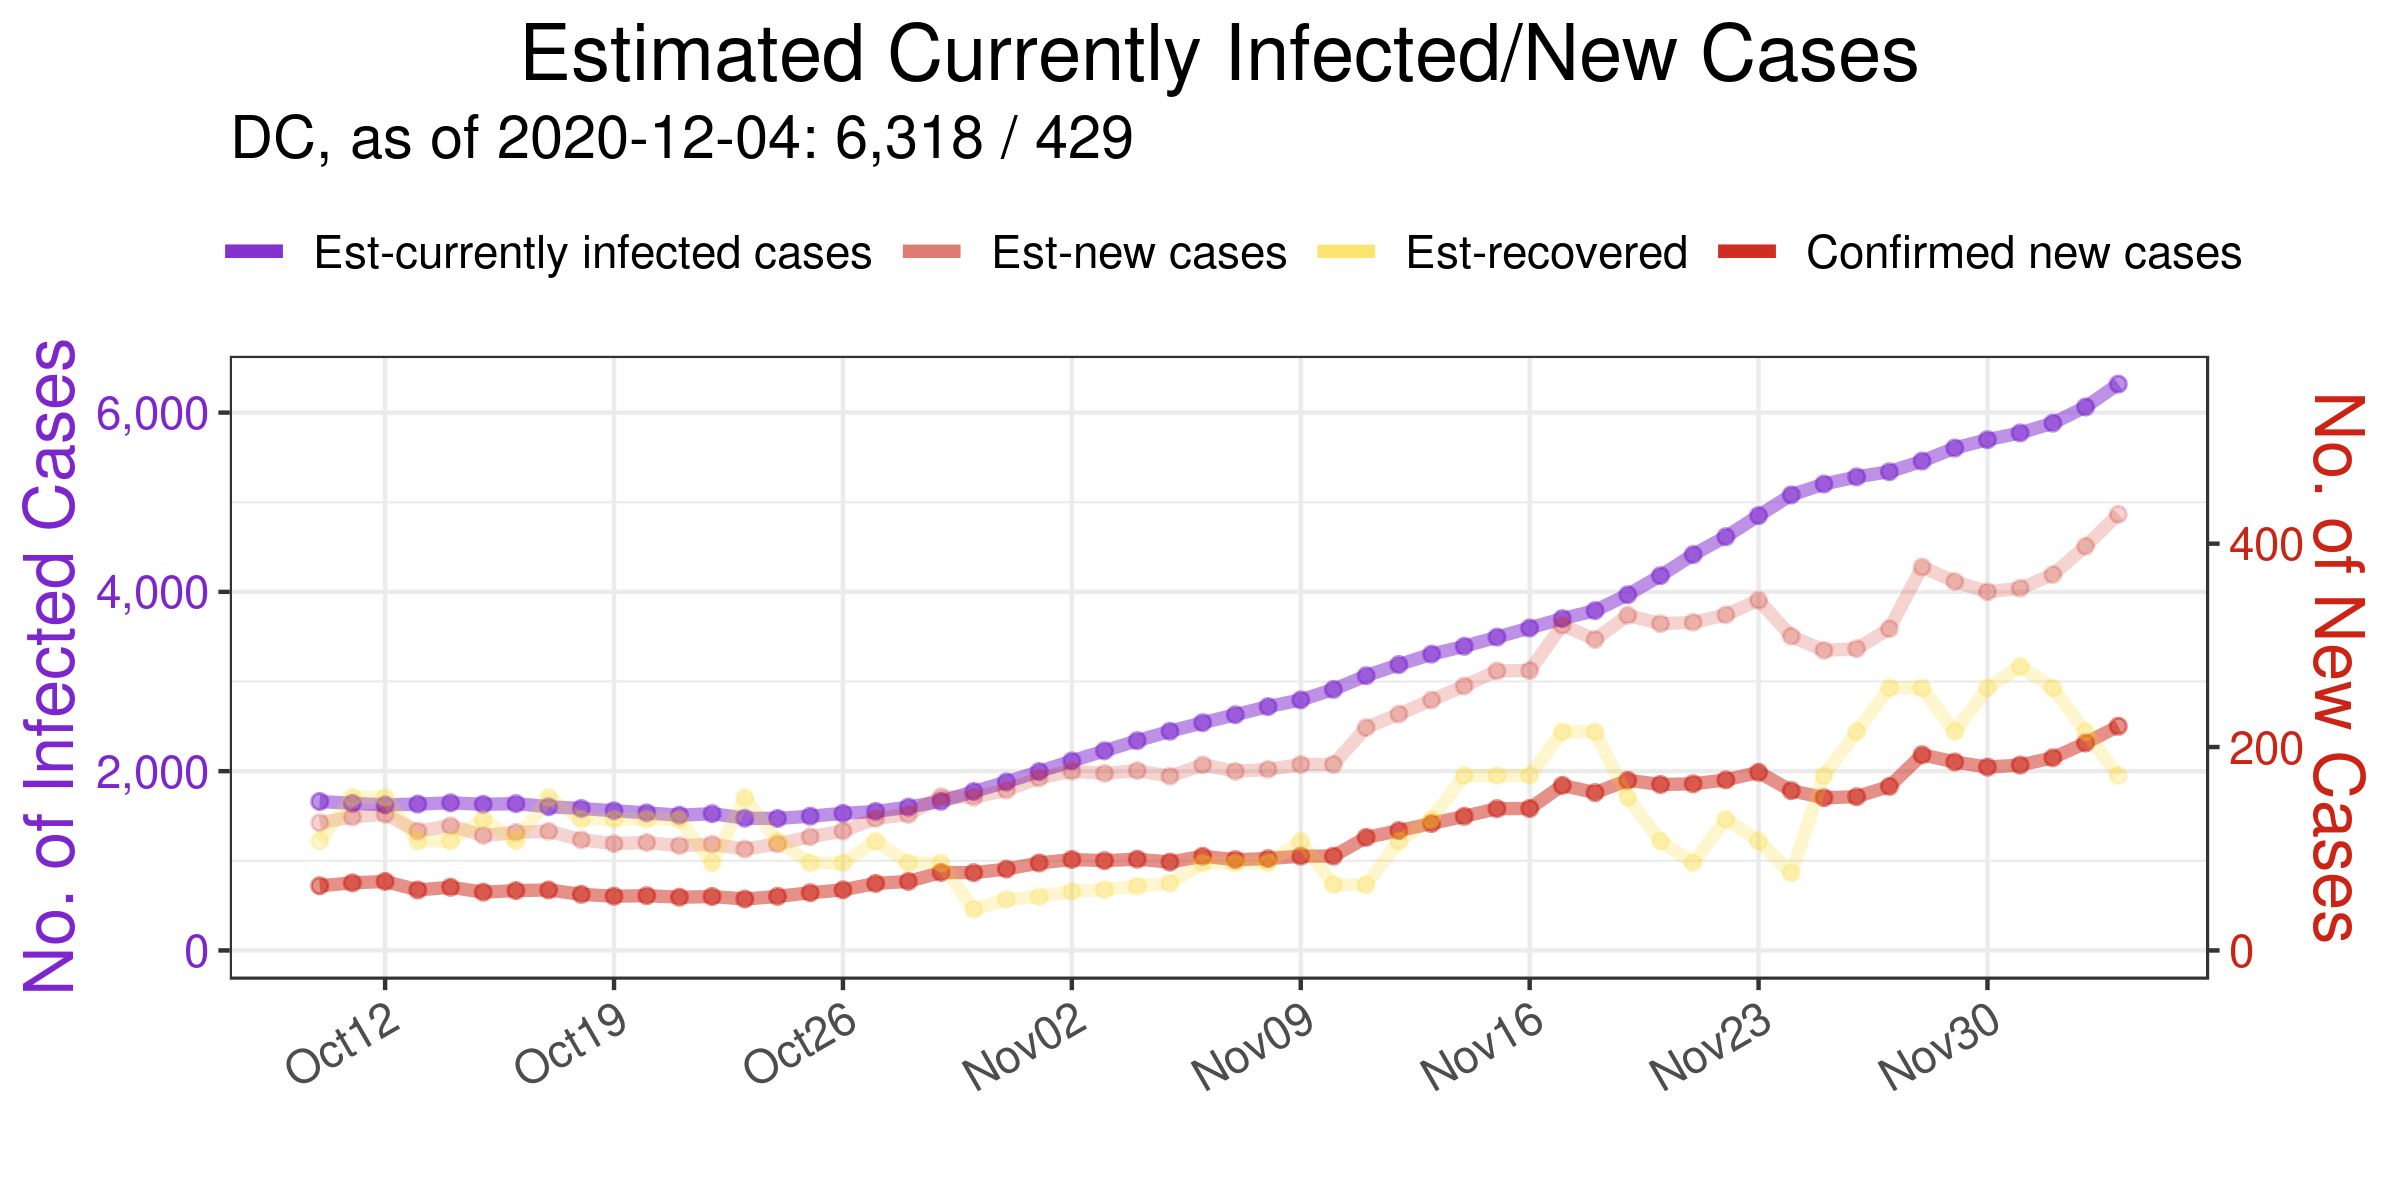 Estimated Currently Infected/New Cases
DC, as of 2020-12-04: 6,318 / 429
Est-currently infected cases Est-new cases Est-recovered Confirmed new cases
No. of Infected Cases
6,000
4,000
2,000
0
400
200
0
No. of New Cases
Oct12 Oct19 Oct26 Nov02 Nov09 Nov16 Nov23 Nov30